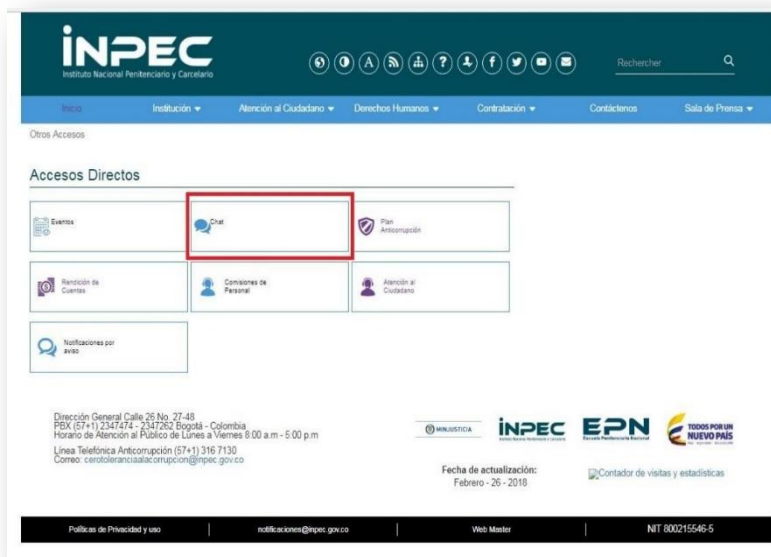 INPEC
Instituto Nacional Penitenciario y Carcelario
A
?
f
Rechercher
Inicio
Institución
Atención al Ciudadano
Derechos Humanos
Contratación
Contáctenos
Sala de Prensa
Otros Accesos
Accesos Directos
Eventos
Chat
Plan
Anticorrupción
Rendición de
Cuentas
Comisiones de
Personal
Atención al
Ciudadano
Notificaciones por
aviso
Dirección General Calle 26 No. 27-48
PBX (57+1) 2347474 - 2347262 Bogotá - Colombia
Horario de Atención al Público de Lunes a Viernes 8:00 a.m - 5:00 p.m
Línea Telefónica Anticorrupción (57+1) 316 7130
Correo: cerotoleranciaalacorrupcion@inpec.gov.co
MINJUSTICIA
INPEC
EPN
Escuela Penitenciaria Nacional
TODOS POR UN
NUEVO PAÍS
Fecha de actualización:
Febrero - 26 - 2018
Contador de visitas y estadísticas
Políticas de Privacidad y uso
notificaciones@inpec.gov.co
Web Master
NIT 800215546-5